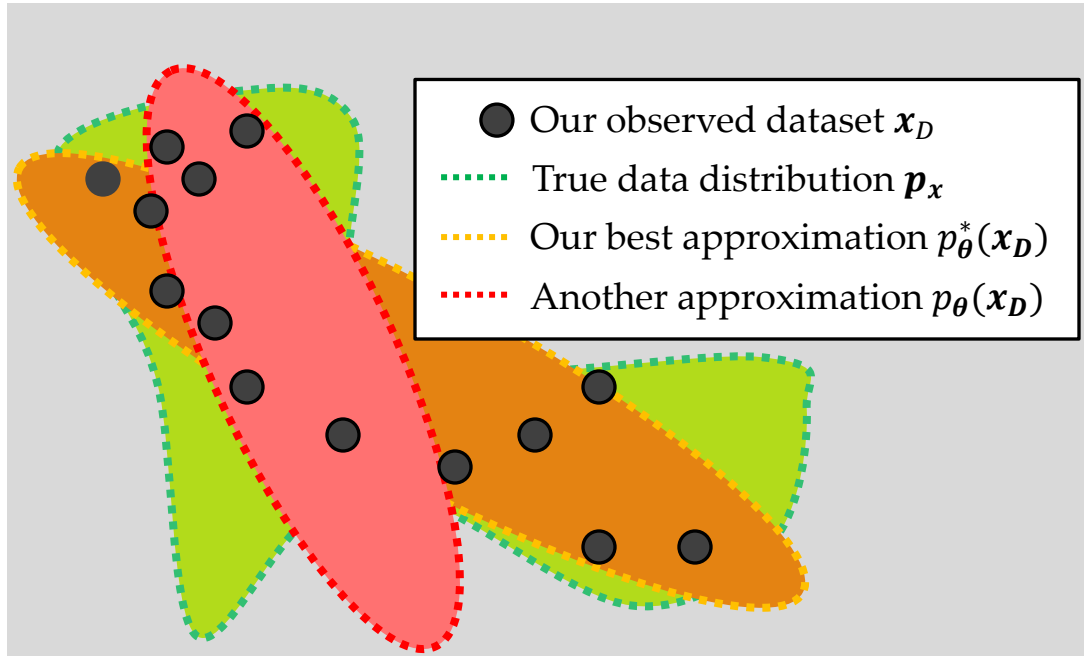 Our observed dataset 𝒙_D
True data distribution 𝒑_𝒙
Our best approximation p*_𝜽(𝒙_𝑫)
Another approximation p_𝜽(𝒙_𝑫)